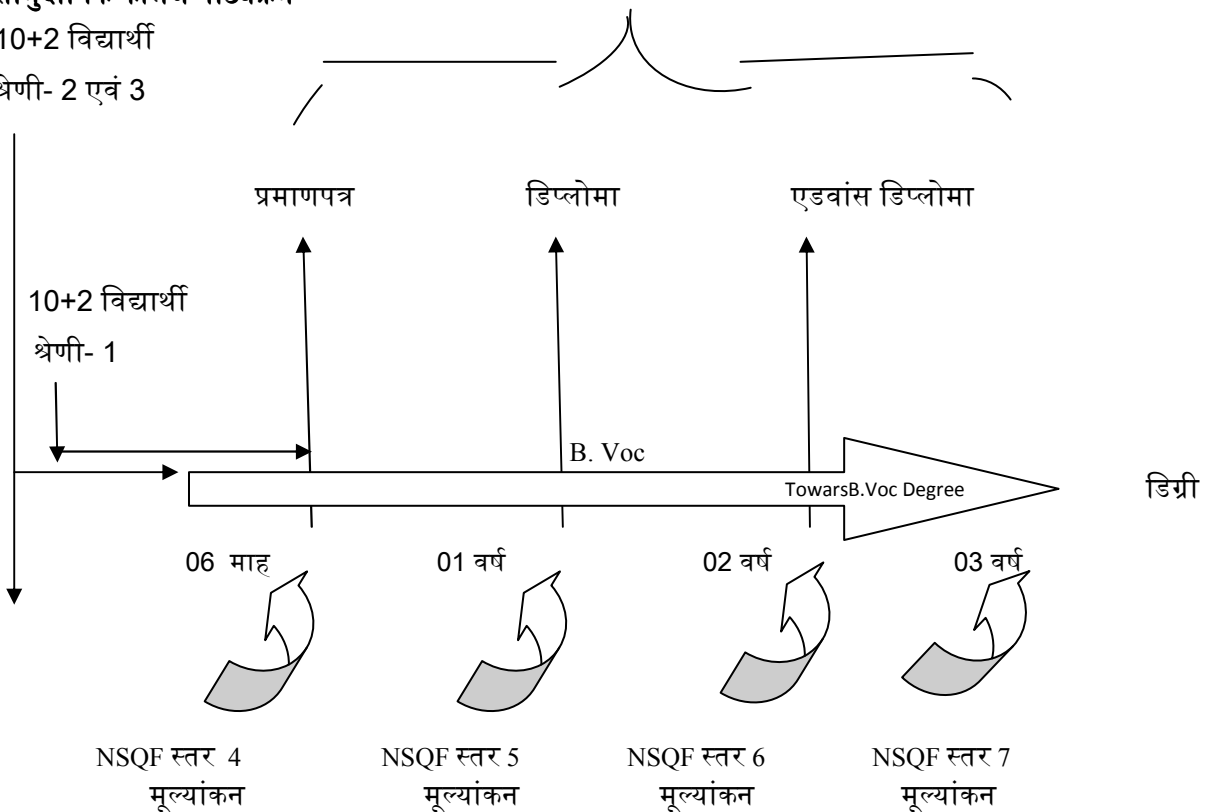 10+2 विद्यार्थी
श्रेणी- 2 एवं 3
प्रमाणपत्र
डिप्लोमा
एडवांस डिप्लोमा
10+2 विद्यार्थी
श्रेणी- 1
B. Voc
TowarsB.Voc Degree
डिग्री
06 माह
01 वर्ष
02 वर्ष
03 वर्ष
NSQF स्तर 4
मूल्यांकन
NSQF स्तर 5
मूल्यांकन
NSQF स्तर 6
मूल्यांकन
NSQF स्तर 7
मूल्यांकन